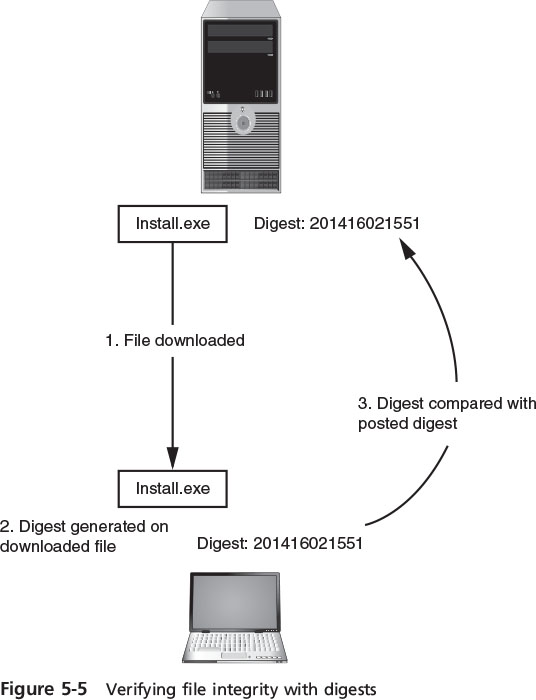 Install.exe
Digest: 201416021551
1. File downloaded
3. Digest compared with
posted digest
Install.exe
2. Digest generated on
downloaded file
Digest: 201416021551
Figure 5-5 Verifying file integrity with digests